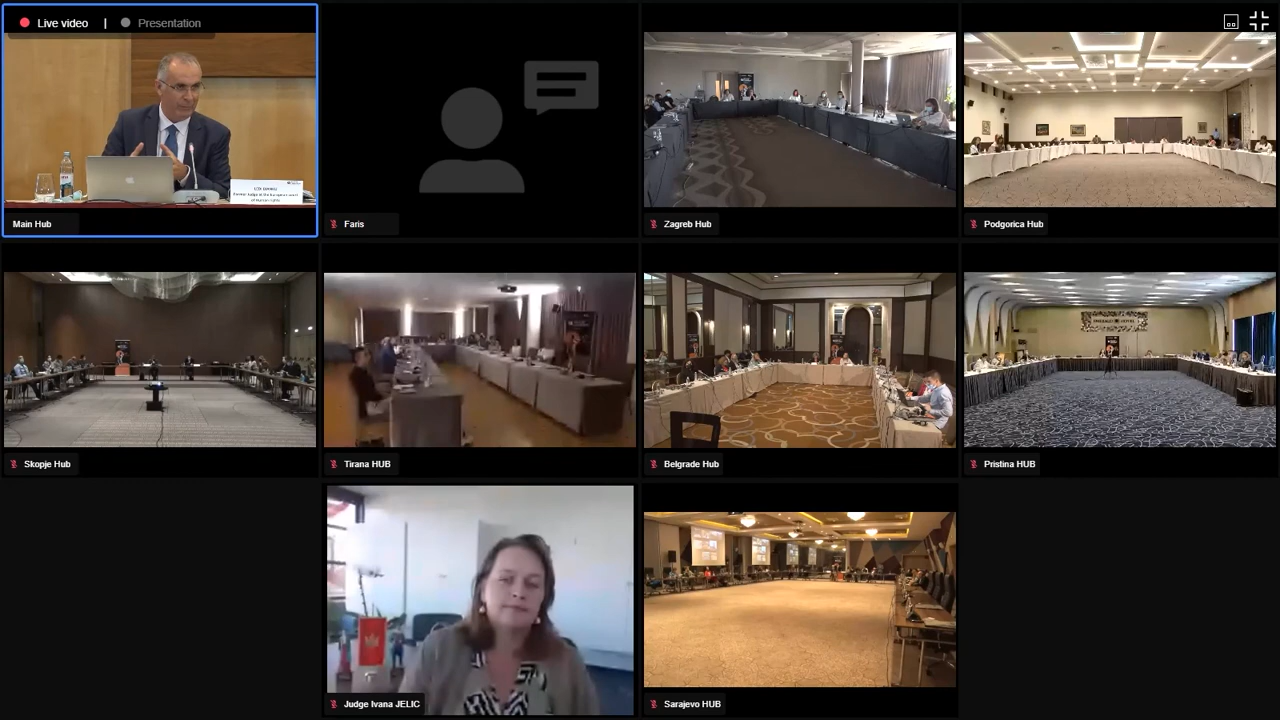 Live video | Presentation
Main Hub
Faris
Zagreb Hub
Podgorica Hub
Skopje Hub
Tirana HUB
Belgrade Hub
Pristina HUB
Judge Ivana JELIC
Sarajevo HUB